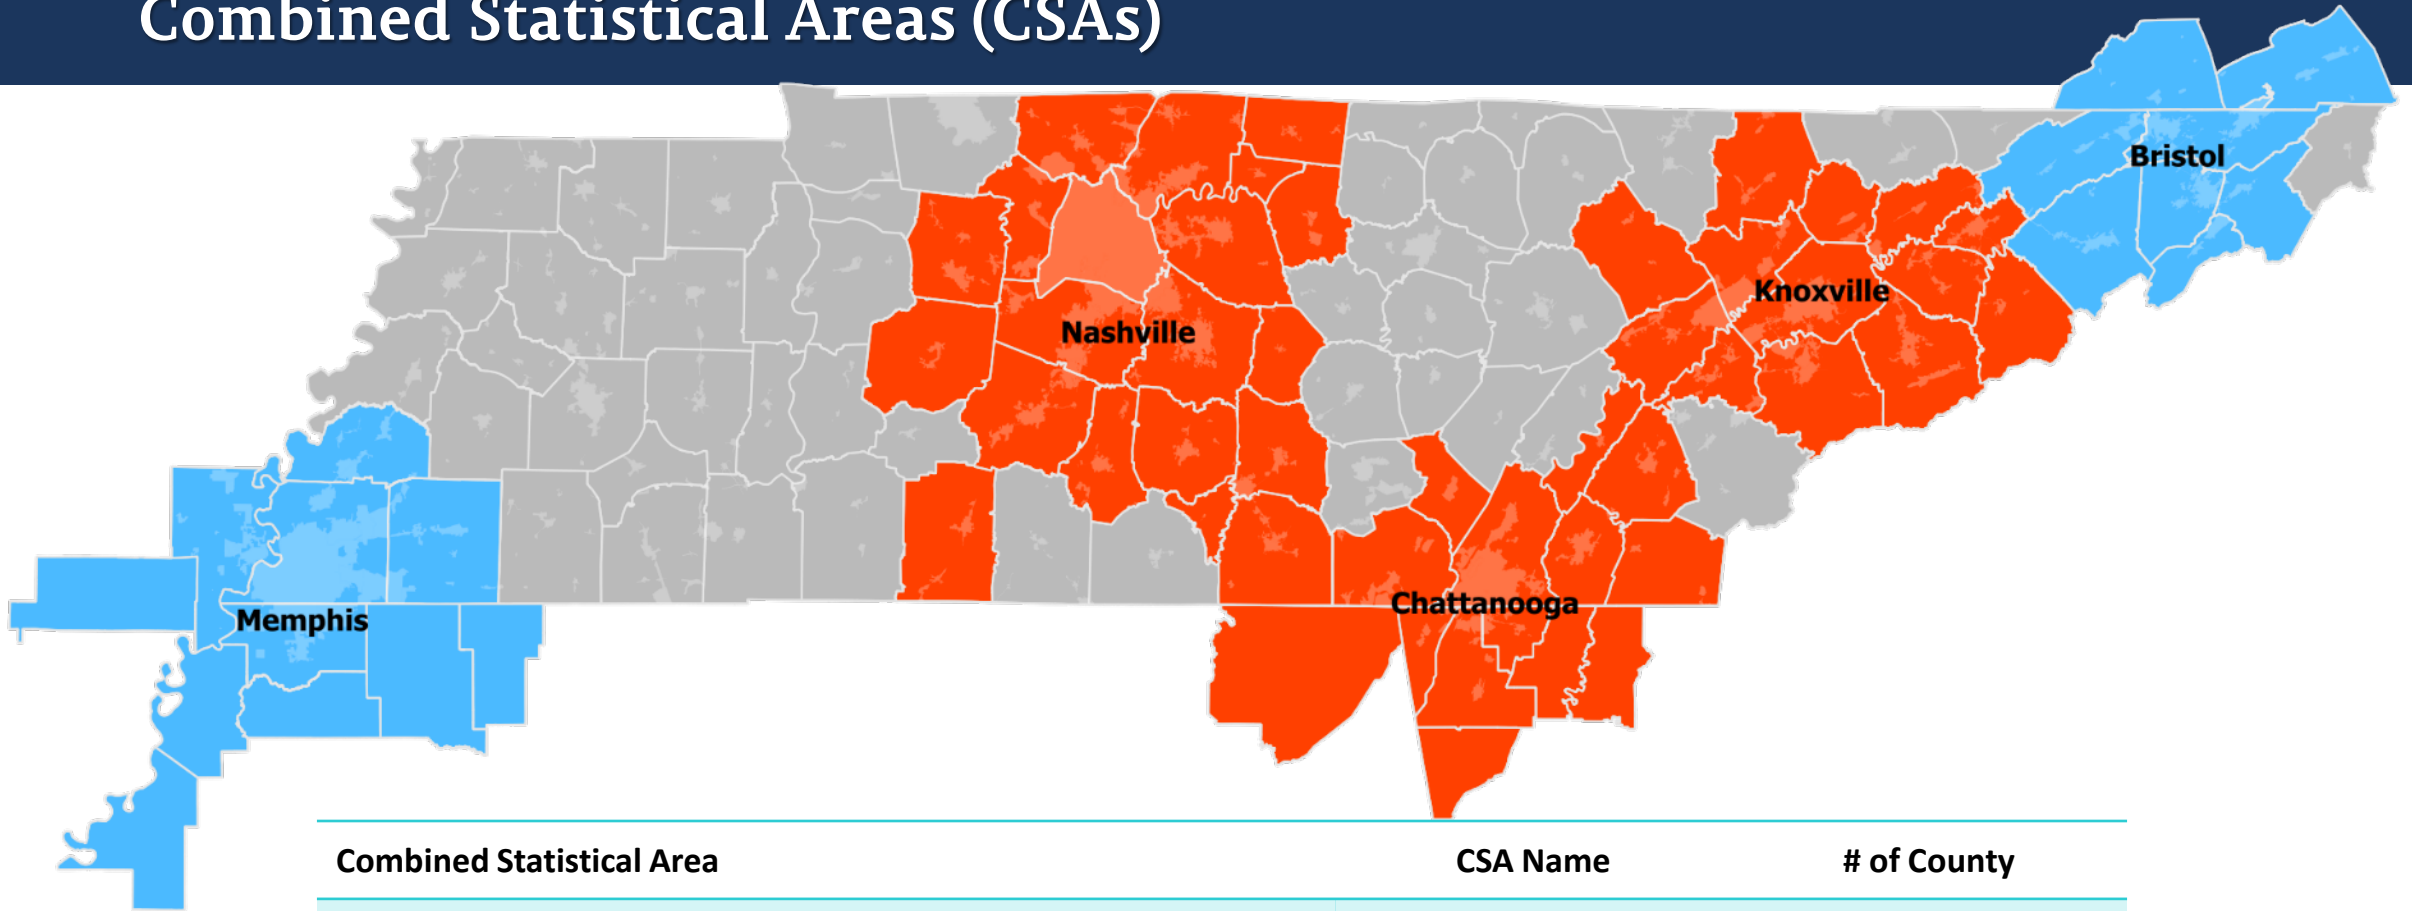 Combined Statistical Areas (CSAs)
Bristol
Knoxville
Nashville
Chattanooga
Memphis
Combined Statistical Area CSA Name # of County